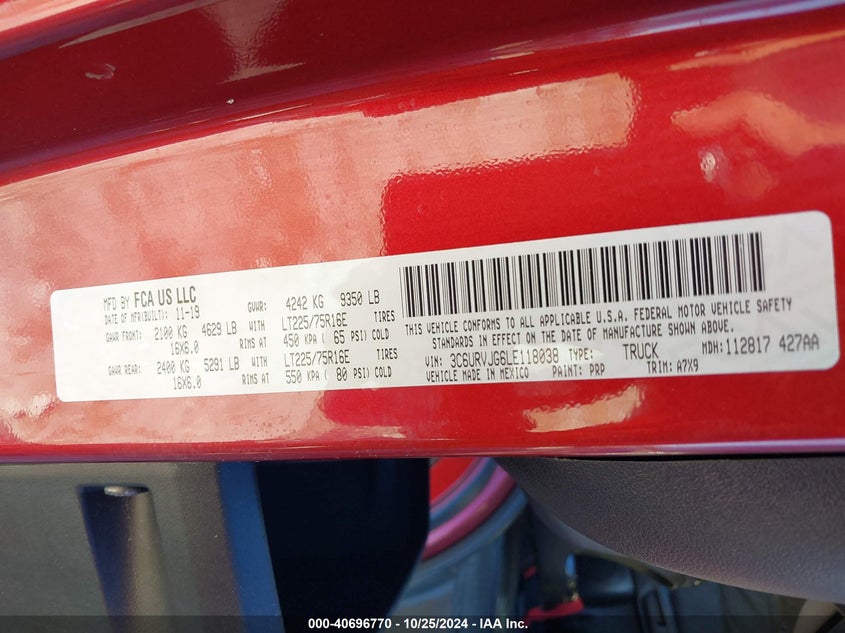 MFD BY FCA US LLC
DATE OF MFR(BUILT): 11-19 GVWR: 4242 KG 9350 LB
GAWR FRONT: 2100 KG 4629 LB WITH LT225/75R16E TIRES
16X6.0 RIMS AT 450 KPA ( 65 PSI) COLD
GAWR REAR: 2400 KG 5291 LB WITH LT225/75R16E TIRES
16X6.0 RIMS AT 550 KPA ( 80 PSI) COLD
THIS VEHICLE CONFORMS TO ALL APPLICABLE U.S.A. FEDERAL MOTOR VEHICLE SAFETY
STANDARDS IN EFFECT ON THE DATE OF MANUFACTURE SHOWN ABOVE.
VIN: 3C6URVJG6LE118038 TYPE: TRUCK MDH:112817 427AA
VEHICLE MADE IN MEXICO PAINT: PRP TRIM: A7X9
000-40696770 - 10/25/2024 - IAA Inc.